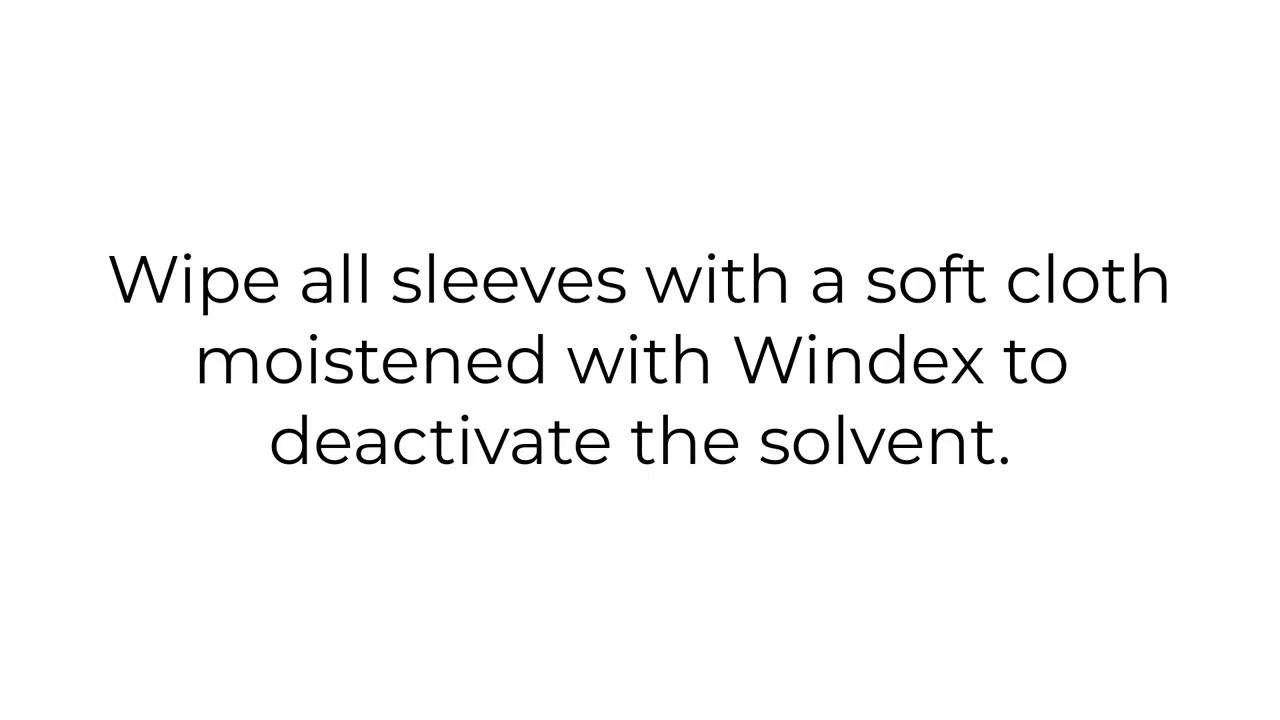 Wipe all sleeves with a soft cloth
moistened with Windex to
deactivate the solvent.